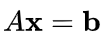 Ax = b